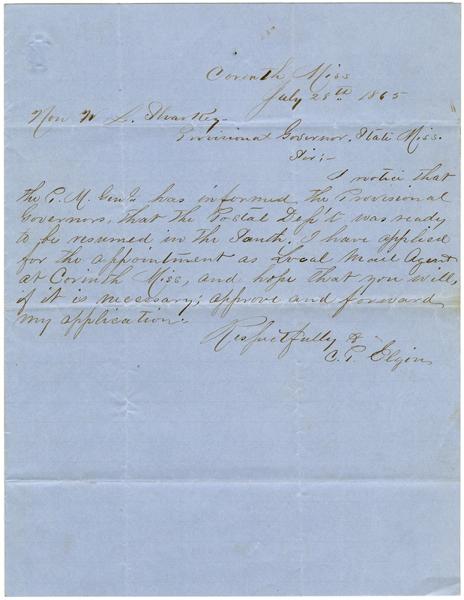 Corinth Miss
July 28th 1865
Hon W L. Sharkey
Provisional Governor, State Miss.
Sir;-
I notice that
the P. M. Genl. has informed the Provisional
Governors, that the Postal Dep't was ready
to be resumed in the South. I have applied
for the appointment as Local Mail Agent
at Corinth Miss, and hope that you will,
if it is necessary; approve and forward
my application.
Respectfully &c
C. P. Elgin